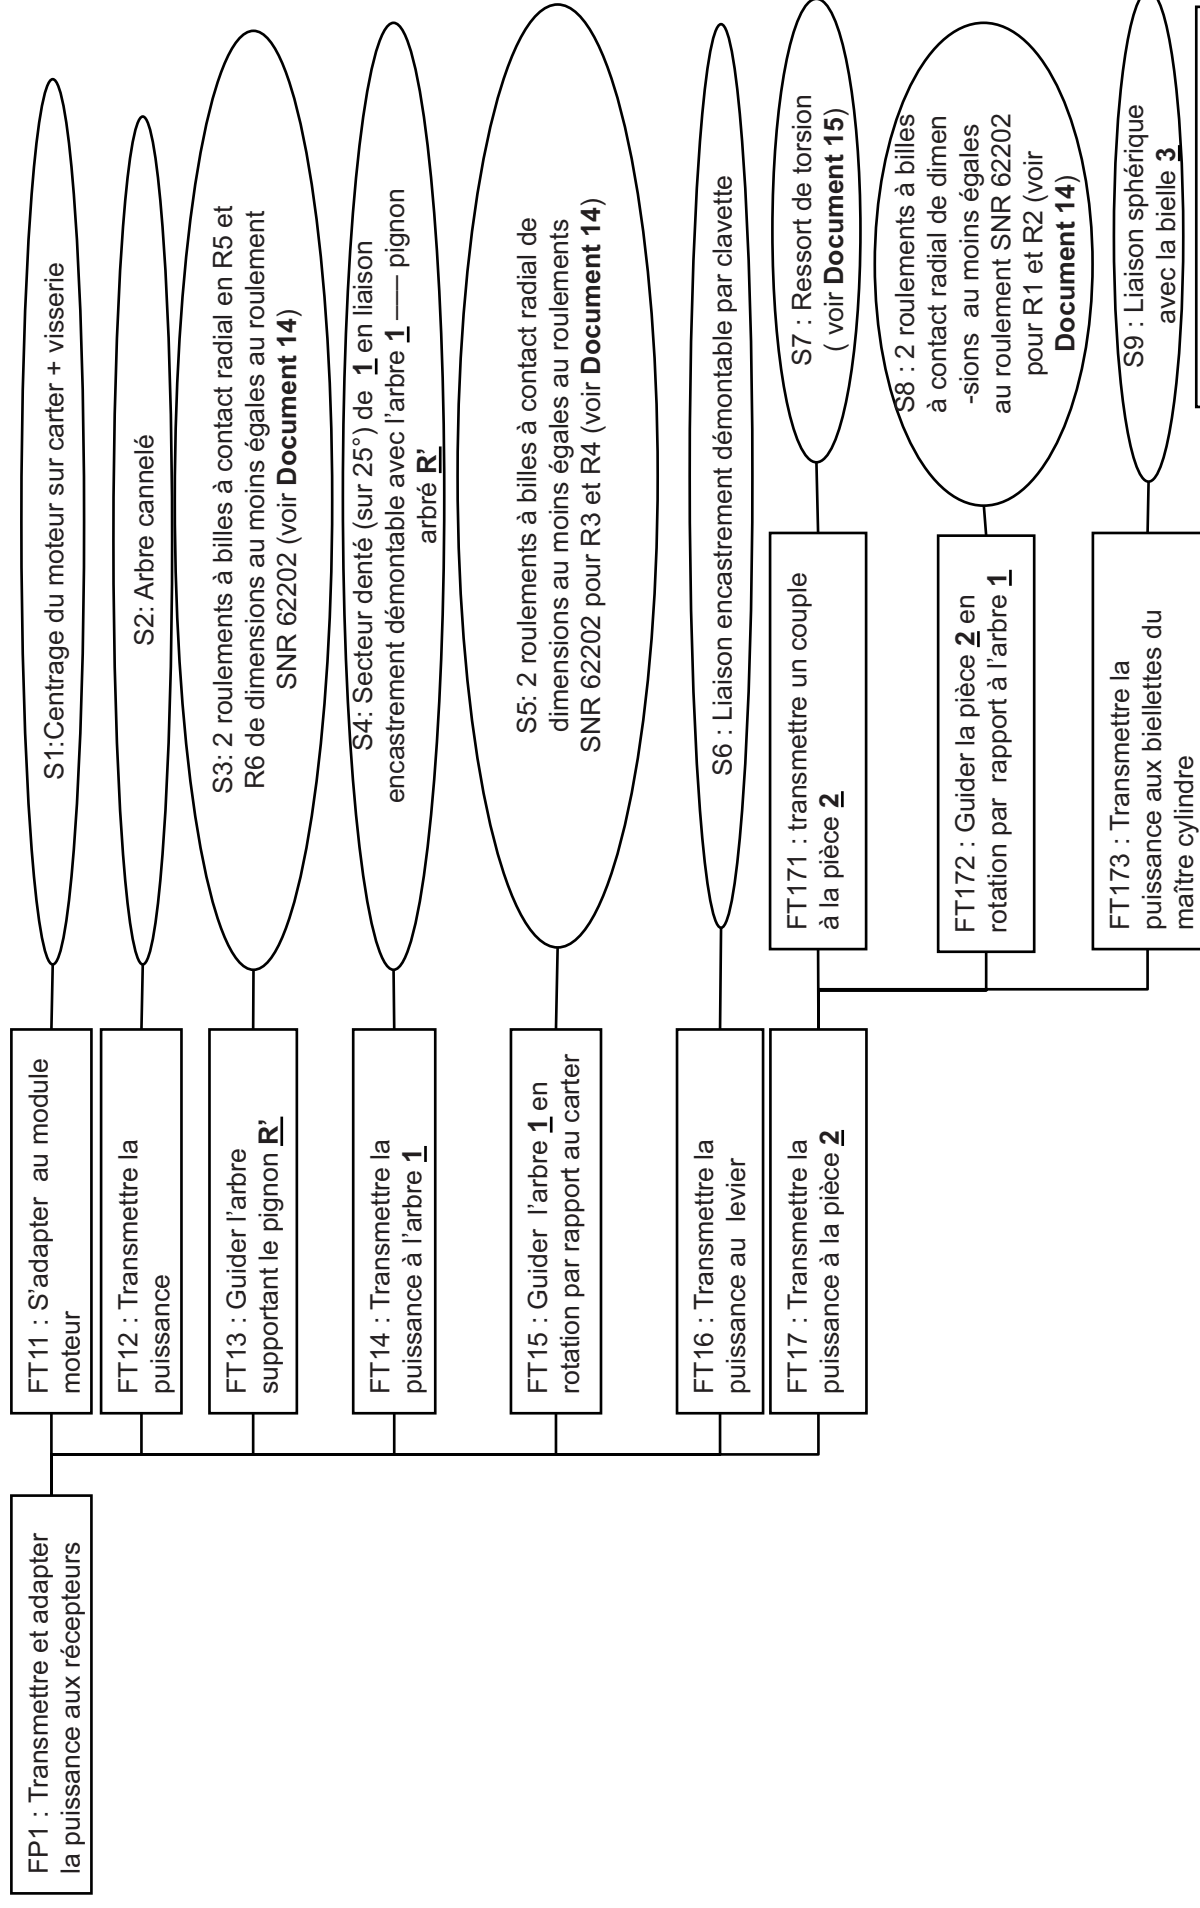 FP1 : Transmettre et adapter
la puissance aux récepteurs
FT11 : S'adapter au module
moteur
S1:Centrage du moteur sur carter + visserie
FT12 : Transmettre la
puissance
S2: Arbre cannelé
FT13 : Guider l'arbre
supportant le pignon R'
S3: 2 roulements à billes à contact radial en R5 et
R6 de dimensions au moins égales au roulement
SNR 62202 (voir Document 14)
FT14 : Transmettre la
puissance à l'arbre 1
S4: Secteur denté (sur 25°) de 1 en liaison
encastrement démontable avec l'arbre 1 ___ pignon
arbré R'
FT15 : Guider l'arbre 1 en
rotation par rapport au carter
S5: 2 roulements à billes à contact radial de
dimensions au moins égales au roulements
SNR 62202 pour R3 et R4 (voir Document 14)
FT16 : Transmettre la
puissance au levier
S6 : Liaison encastrement démontable par clavette
FT17 : Transmettre la
puissance à la pièce 2
FT171 : transmettre un couple
à la pièce 2
S7 : Ressort de torsion
( voir Document 15)
FT172 : Guider la pièce 2 en
rotation par rapport à l'arbre 1
S8 : 2 roulements à billes
à contact radial de dimen
-sions au moins égales
au roulement SNR 62202
pour R1 et R2 (voir
Document 14)
FT173 : Transmettre la
puissance aux biellettes du
maître cylindre
S9 : Liaison sphérique
avec la bielle 3